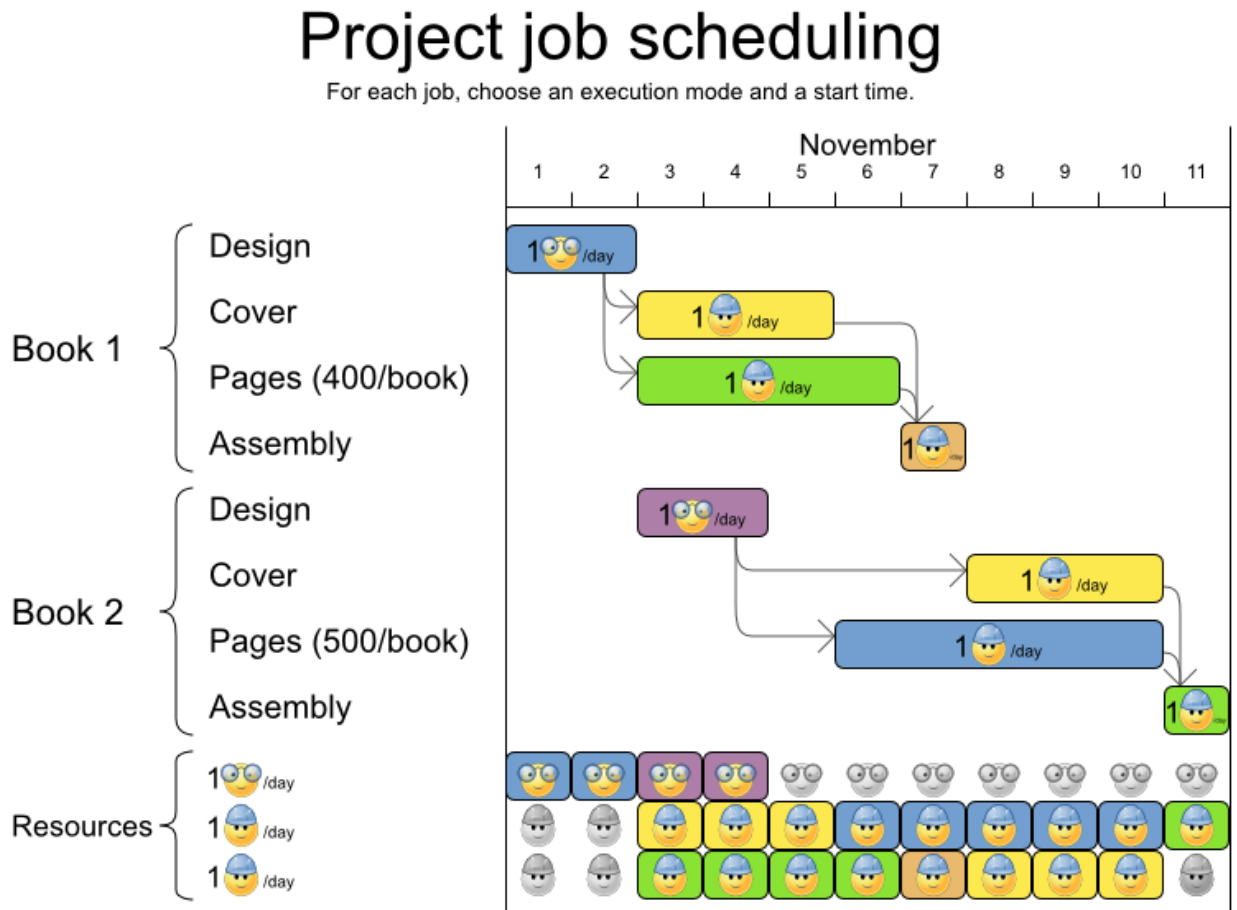 Project job scheduling
For each job, choose an execution mode and a start time.
November
1 2 3 4 5 6 7 8 9 10 11
Book 1
Design
1 /day
Cover
1 /day
Pages (400/book)
1 /day
Assembly
1 /day
Book 2
Design
1 /day
Cover
1 /day
Pages (500/book)
1 /day
Assembly
1 /day
Resources
1 /day
1 /day
1 /day